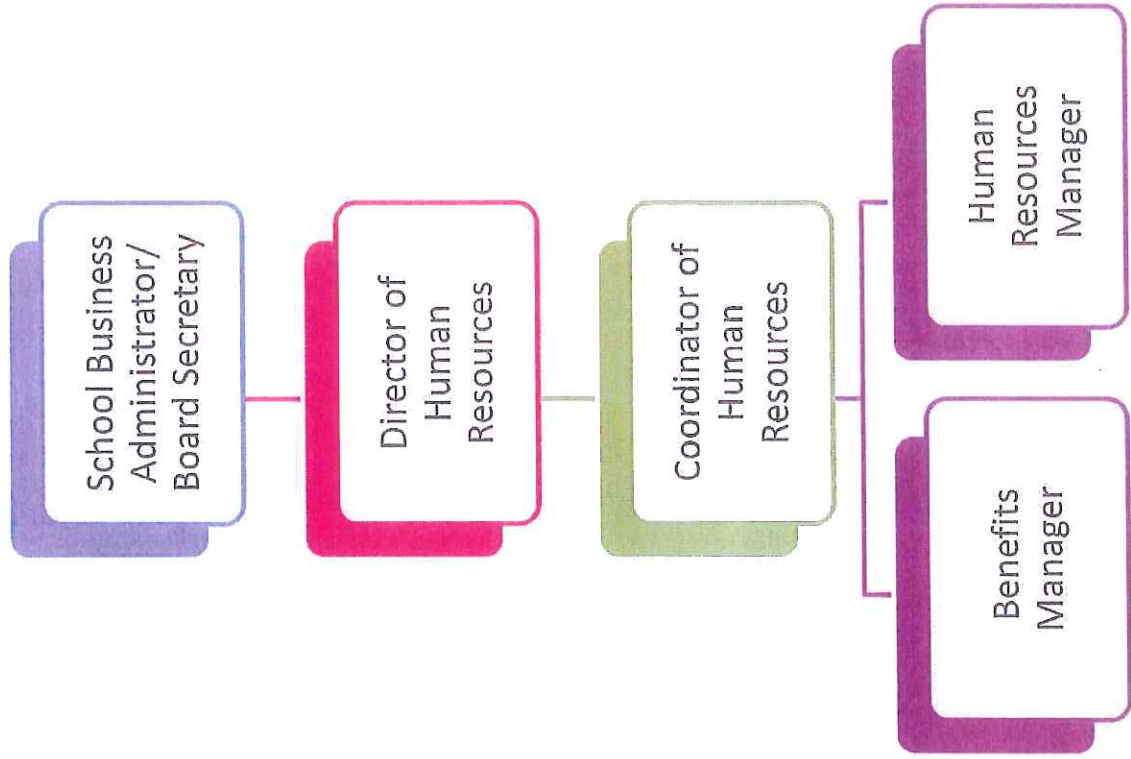 School Business
Administrator/
Board Secretary
Director of
Human
Resources
Coordinator of
Human
Resources
Benefits
Manager
Human
Resources
Manager